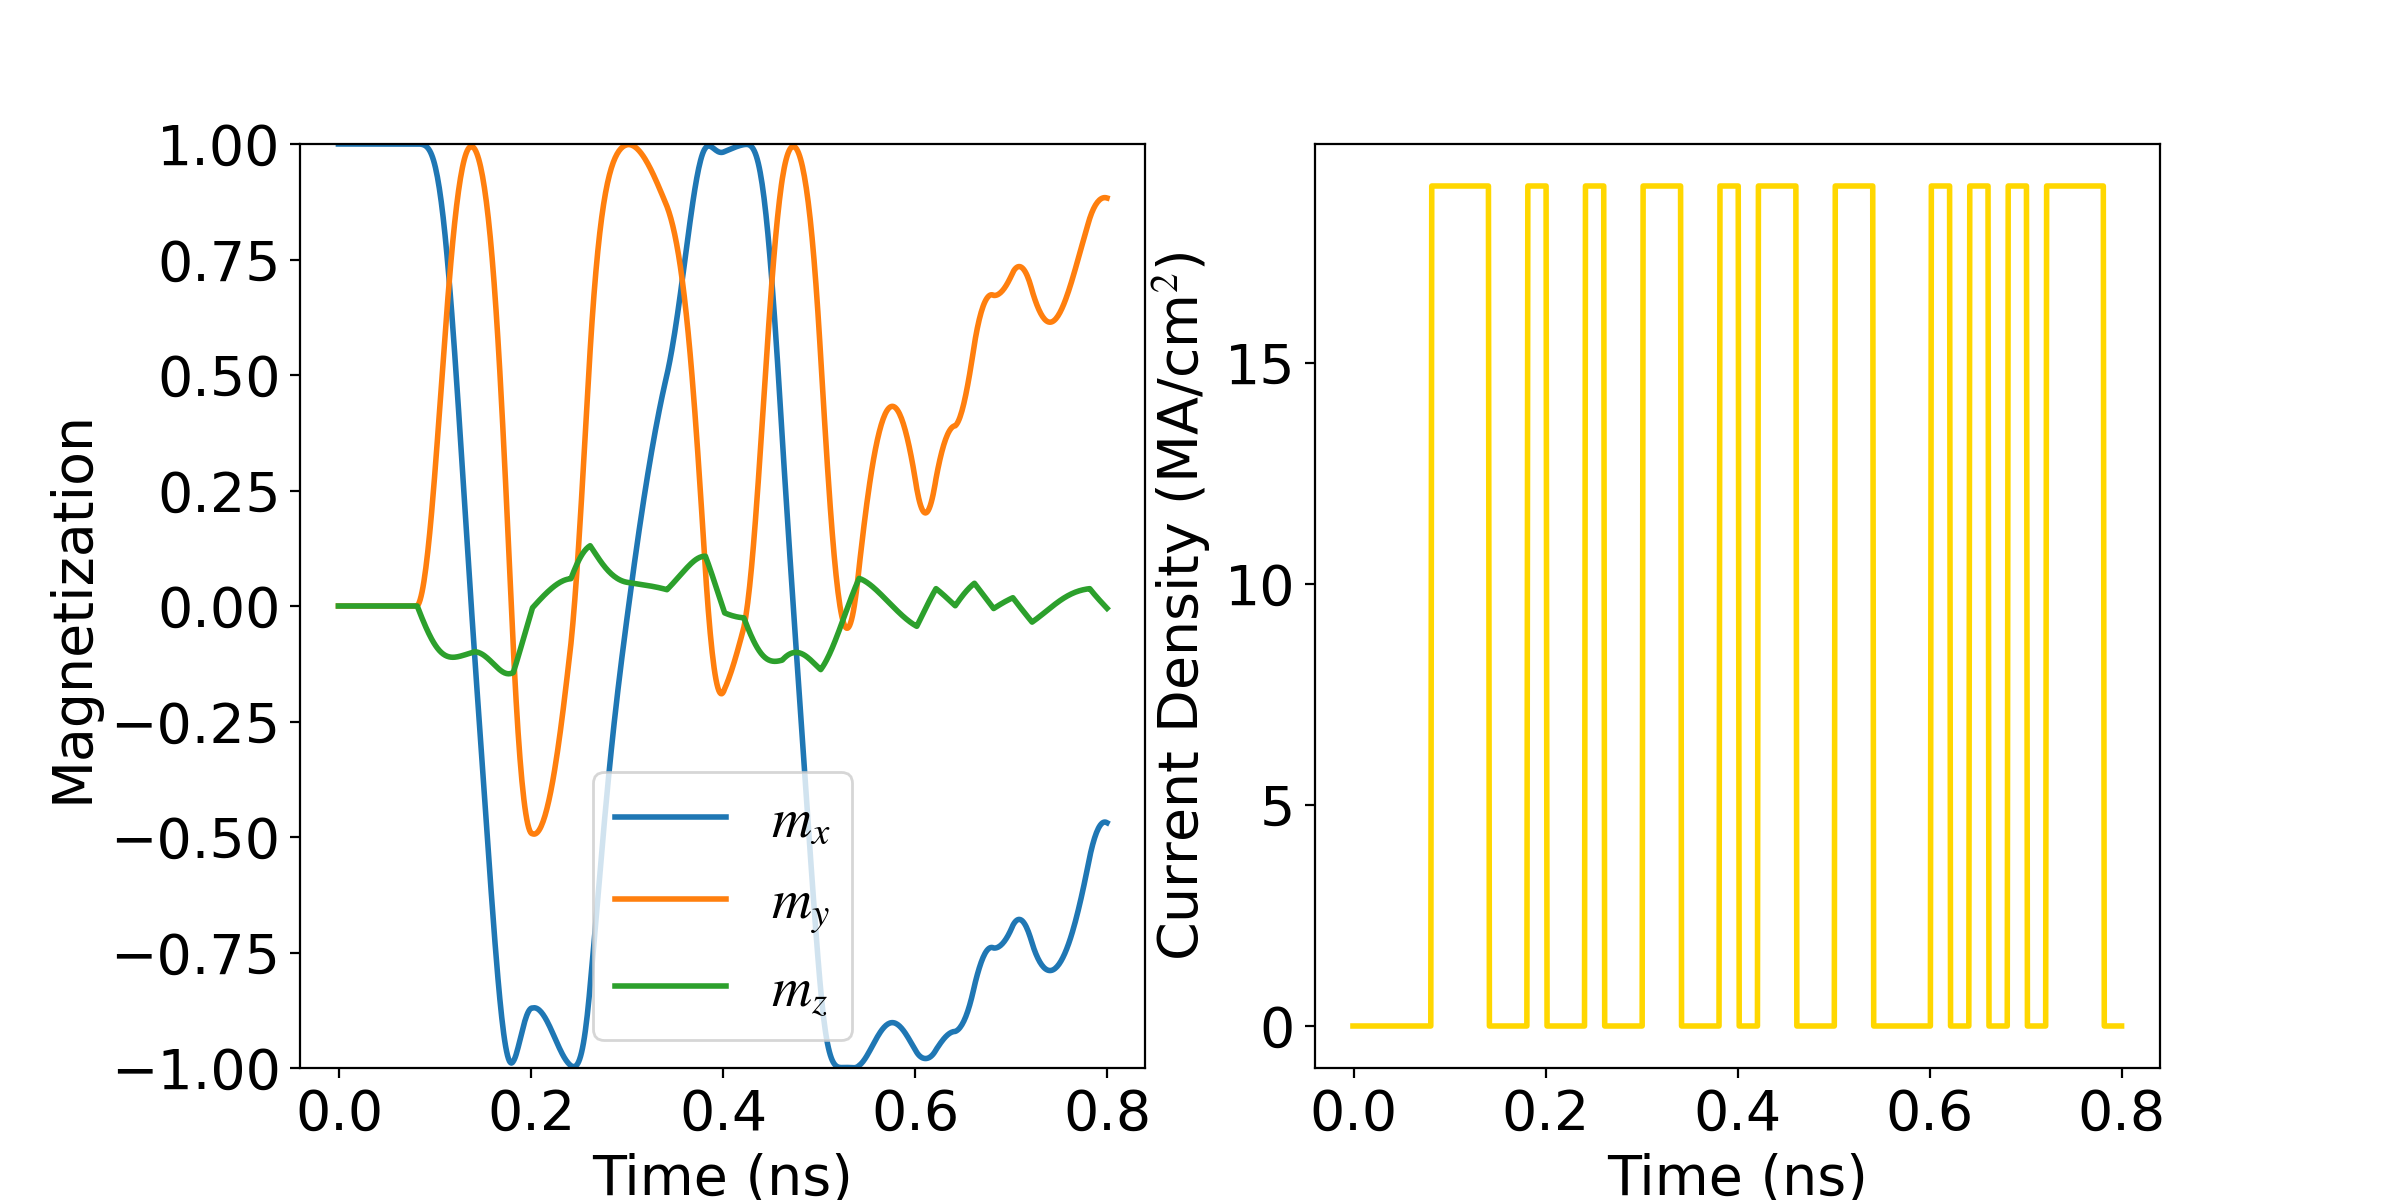 1.00
0.75
0.50
0.25
0.00
−0.25
−0.50
−0.75
−1.00
Magnetization
0.0 0.2 0.4 0.6 0.8
Time (ns)
m_x
m_y
m_z
15
10
5
0
Current Density (MA/cm²)
0.0 0.2 0.4 0.6 0.8
Time (ns)